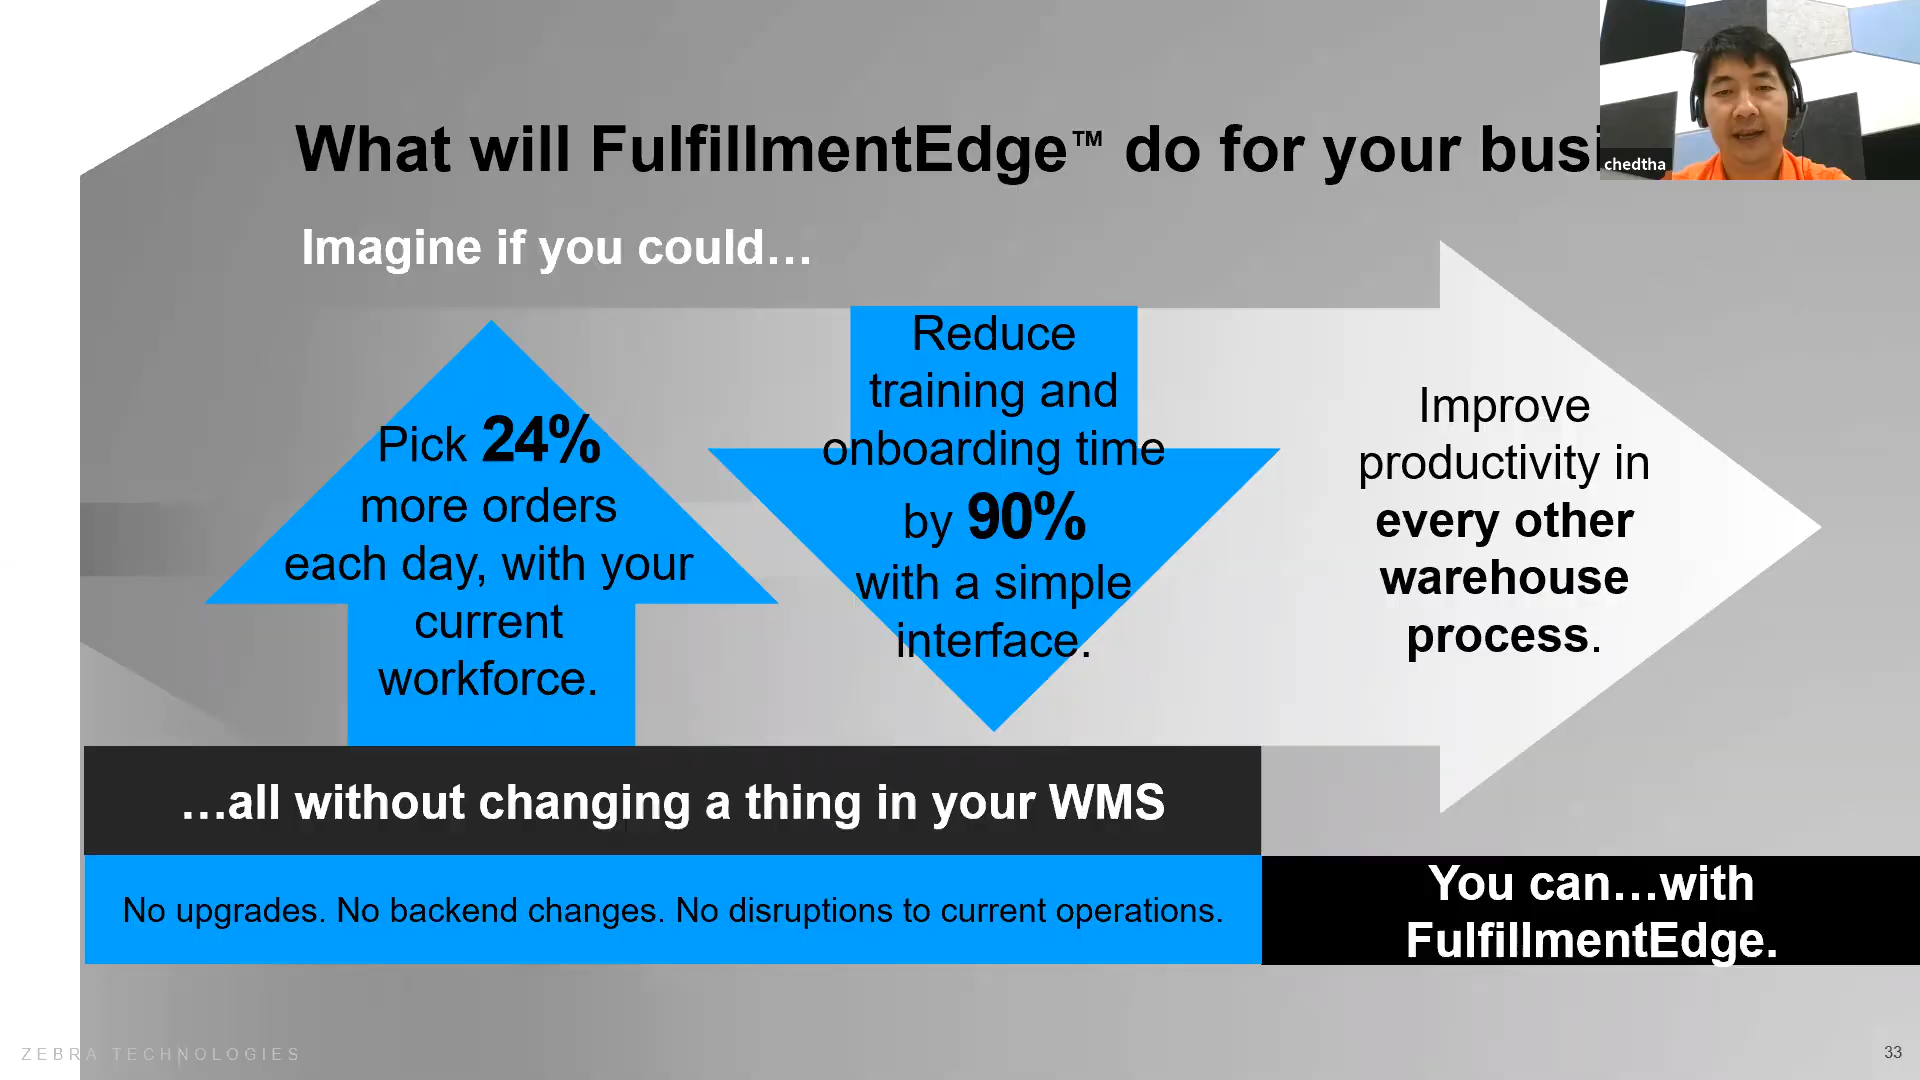 What will FulfillmentEdge™ do for your busi
chedtha
Imagine if you could…
Pick 24%
more orders
each day, with your
current
workforce.
Reduce
training and
onboarding time
by 90%
with a simple
interface.
Improve
productivity in
every other
warehouse
process.
…all without changing a thing in your WMS
No upgrades. No backend changes. No disruptions to current operations.
You can…with
FulfillmentEdge.
ZEBRA TECHNOLOGIES
33